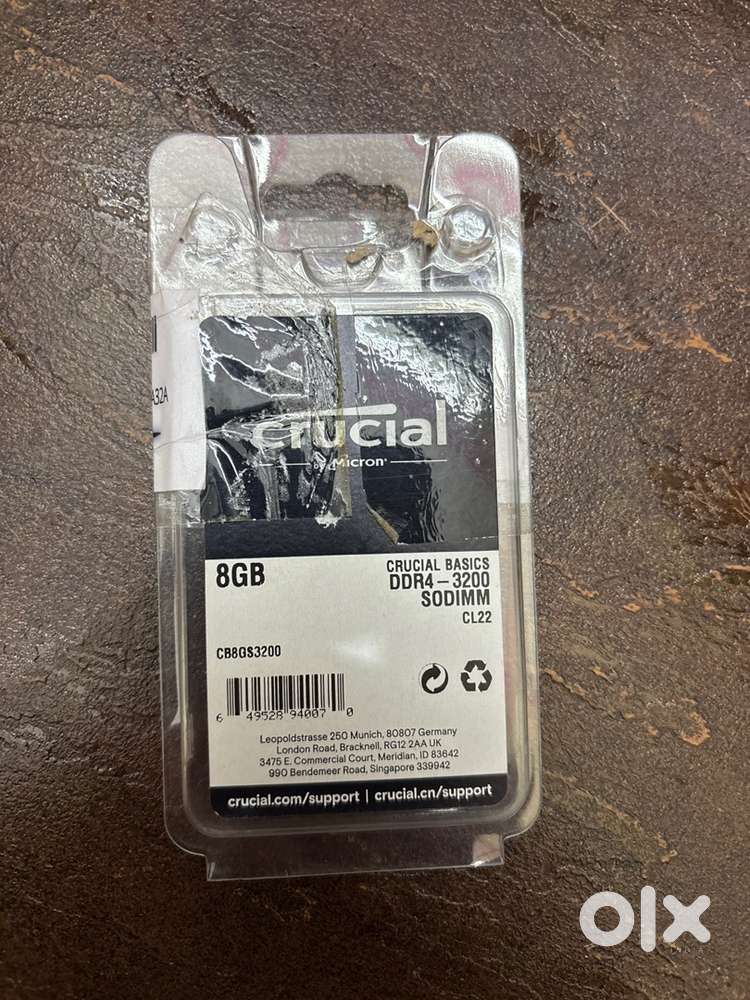 A32A
crucial
by Micron®
8GB
CRUCIAL BASICS
DDR4-3200
SODIMM
CL22
CB8GS3200
6 49528 94007 0
Leopoldstrasse 250 Munich, 80807 Germany
London Road, Bracknell, RG12 2AA UK
3475 E. Commercial Court, Meridian, ID 83642
990 Bendemeer Road, Singapore 339942
crucial.com/support | crucial.cn/support
olx